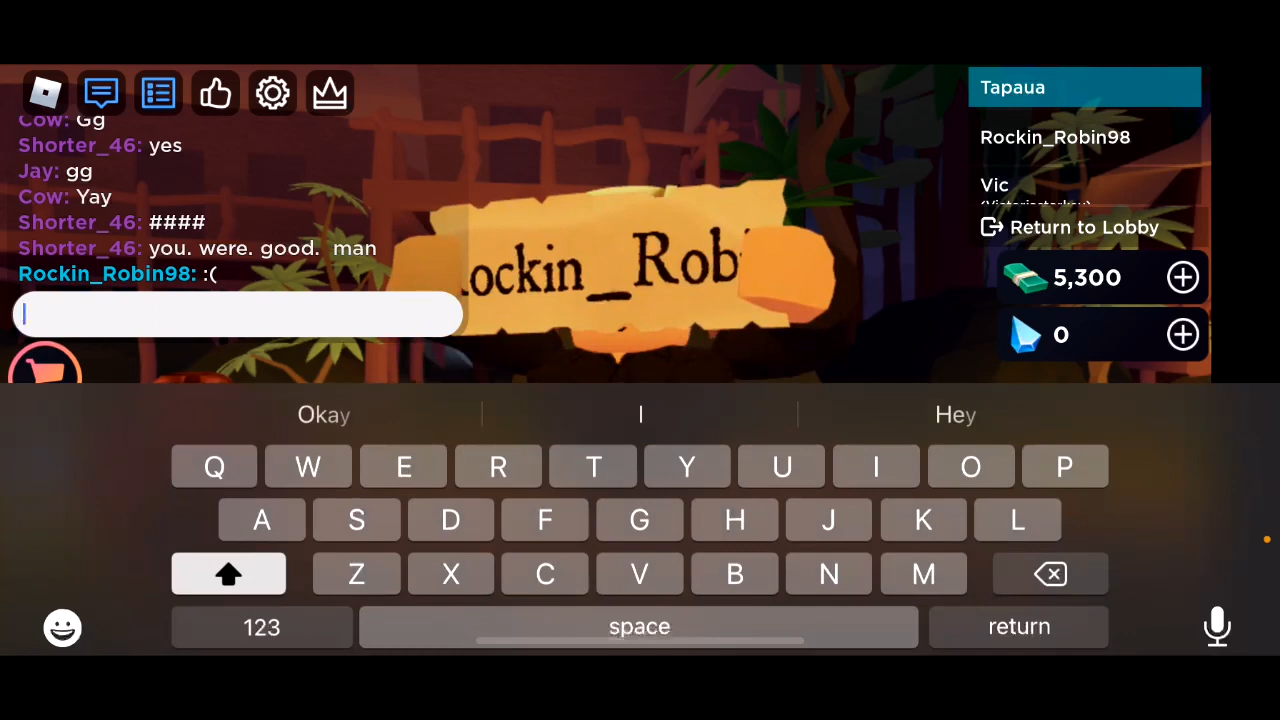 Cow: Gg
Shorter_46: yes
Jay: gg
Cow: Yay
Shorter_46: ####
Shorter_46: you. were. good. man
Rockin_Robin98: :(
ockin_Rob
Tapaua
Rockin_Robin98
Vic
Return to Lobby
5,300
0
Okay
I
Hey
Q W E R T Y U I O P
A S D F G H J K L
Z X C V B N M
123
space
return